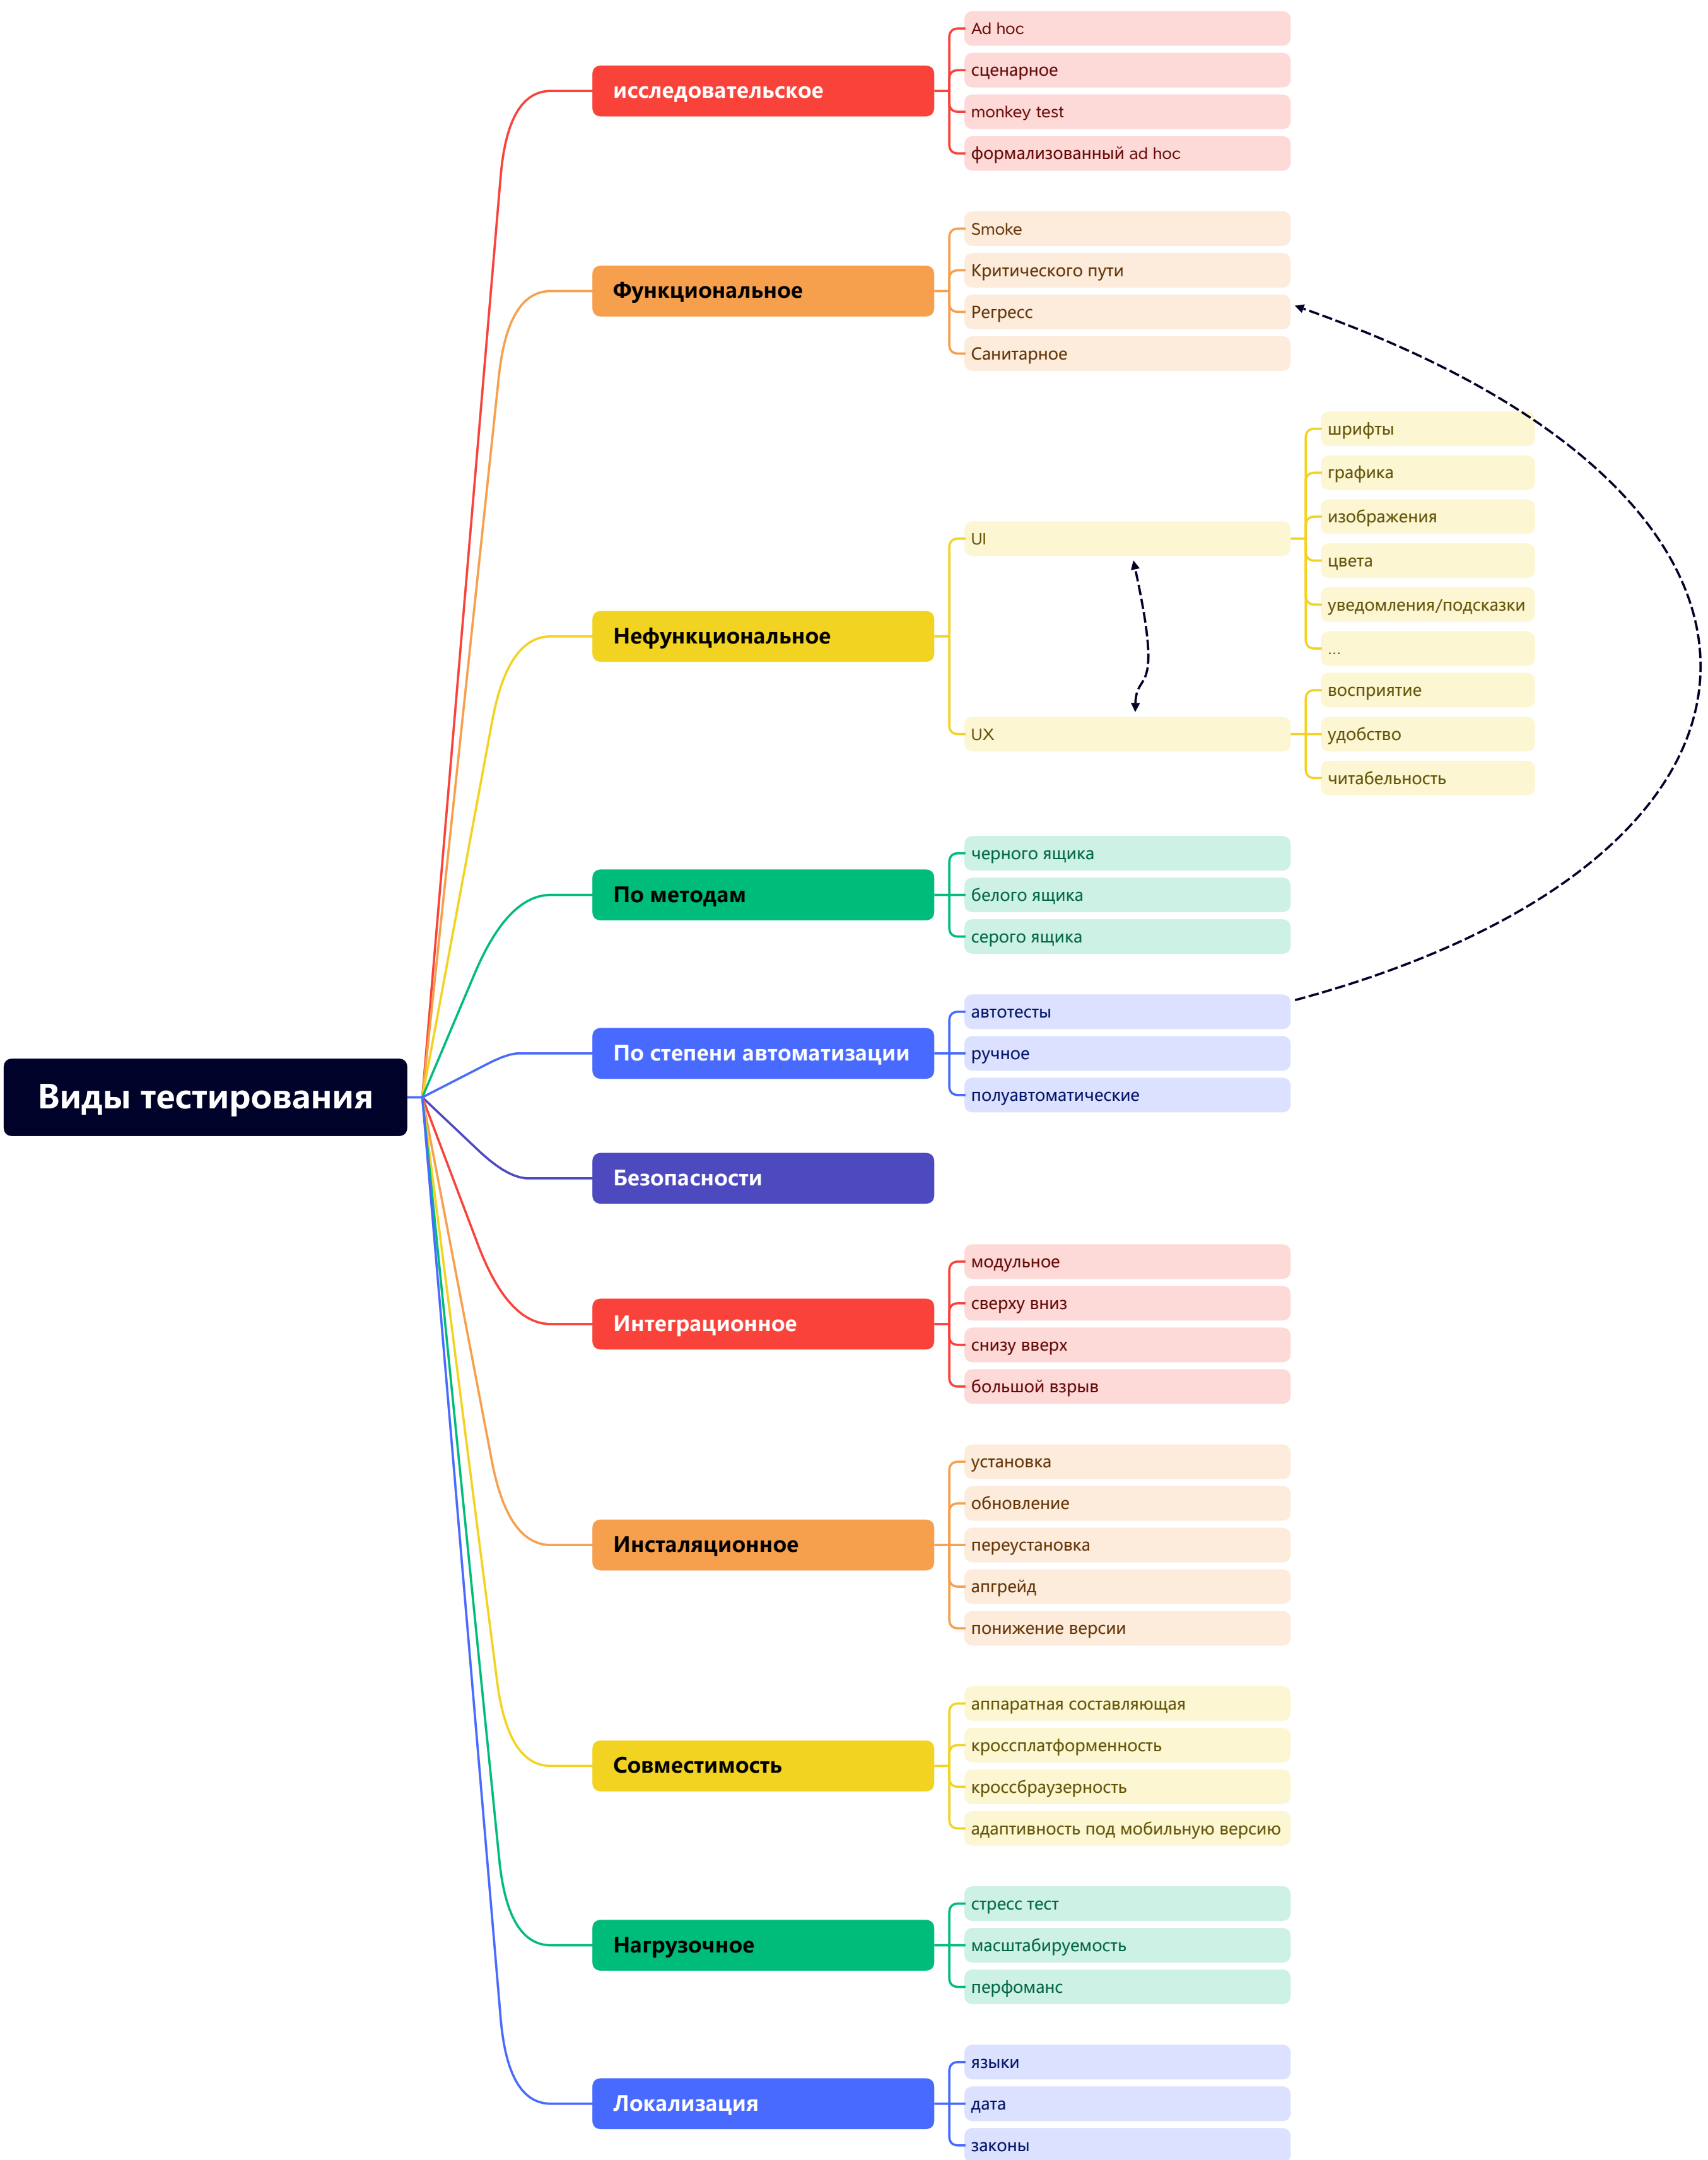 Виды тестирования
исследовательское
Ad hoc
сценарное
monkey test
формализованный ad hoc
Функциональное
Smoke
Критического пути
Регресс
Санитарное
Нефункциональное
UI
шрифты
графика
изображения
цвета
уведомления/подсказки
...
UX
восприятие
удобство
читабельность
По методам
черного ящика
белого ящика
серого ящика
По степени автоматизации
автотесты
ручное
полуавтоматические
Безопасности
Интеграционное
модульное
сверху вниз
снизу вверх
большой взрыв
Инсталяционное
установка
обновление
переустановка
апгрейд
понижение версии
Совместимость
аппаратная составляющая
кроссплатформенность
кроссбраузерность
адаптивность под мобильную версию
Нагрузочное
стресс тест
масштабируемость
перфоманс
Локализация
языки
дата
законы